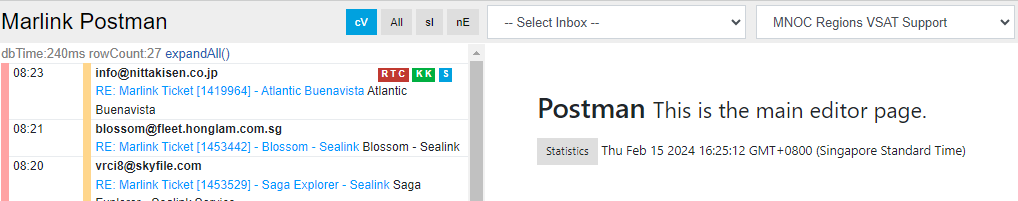 Marlink Postman
cV All sl nE
-- Select Inbox --
MNOC Regions VSAT Support
dbTime:240ms rowCount:27 expandAll()
08:23 info@nittakisen.co.jp RTC KK S
RE: Marlink Ticket [1419964] - Atlantic Buenavista Atlantic
Buenavista
08:21 blossom@fleet.honglam.com.sg
RE: Marlink Ticket [1453442] - Blossom - Sealink Blossom - Sealink
08:20 vrci8@skyfile.com
RE: Marlink Ticket [1453529] - Saga Explorer - Sealink Saga
Explorer - Sealink Service
Postman This is the main editor page.
Statistics Thu Feb 15 2024 16:25:12 GMT+0800 (Singapore Standard Time)